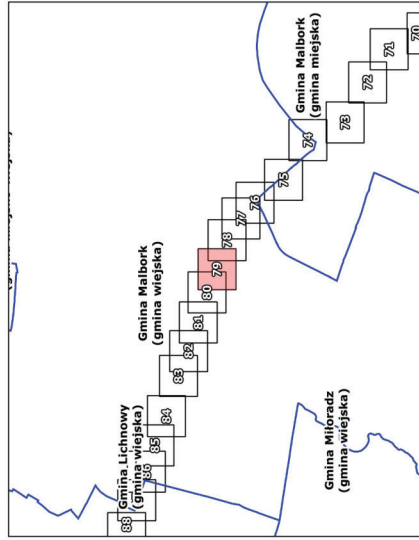 70
71
72
73
74
75
76
77
78
79
80
81
82
83
84
85
86
88
Gmina Malbork
(gmina miejska)
Gmina Malbork
(gmina wiejska)
Gmina Lichnowy
(gmina wiejska)
Gmina Miłoradz
(gmina wiejska)